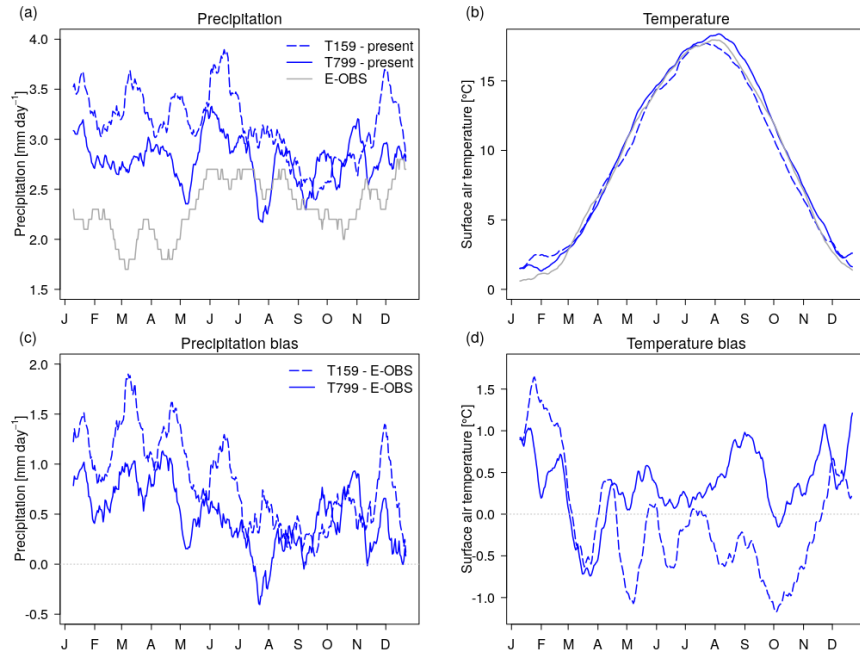 (a)
Precipitation
Precipitation [mm day⁻¹]
4.0
3.5
3.0
2.5
2.0
1.5
T159 - present
T799 - present
E-OBS
J F M A M J J A S O N D
(b)
Temperature
Surface air temperature [°C]
15
10
5
0
J F M A M J J A S O N D
(c)
Precipitation bias
Precipitation [mm day⁻¹]
2.0
1.5
1.0
0.5
0.0
-0.5
T159 - E-OBS
T799 - E-OBS
J F M A M J J A S O N D
(d)
Temperature bias
Surface air temperature [°C]
1.5
1.0
0.5
0.0
-0.5
-1.0
J F M A M J J A S O N D